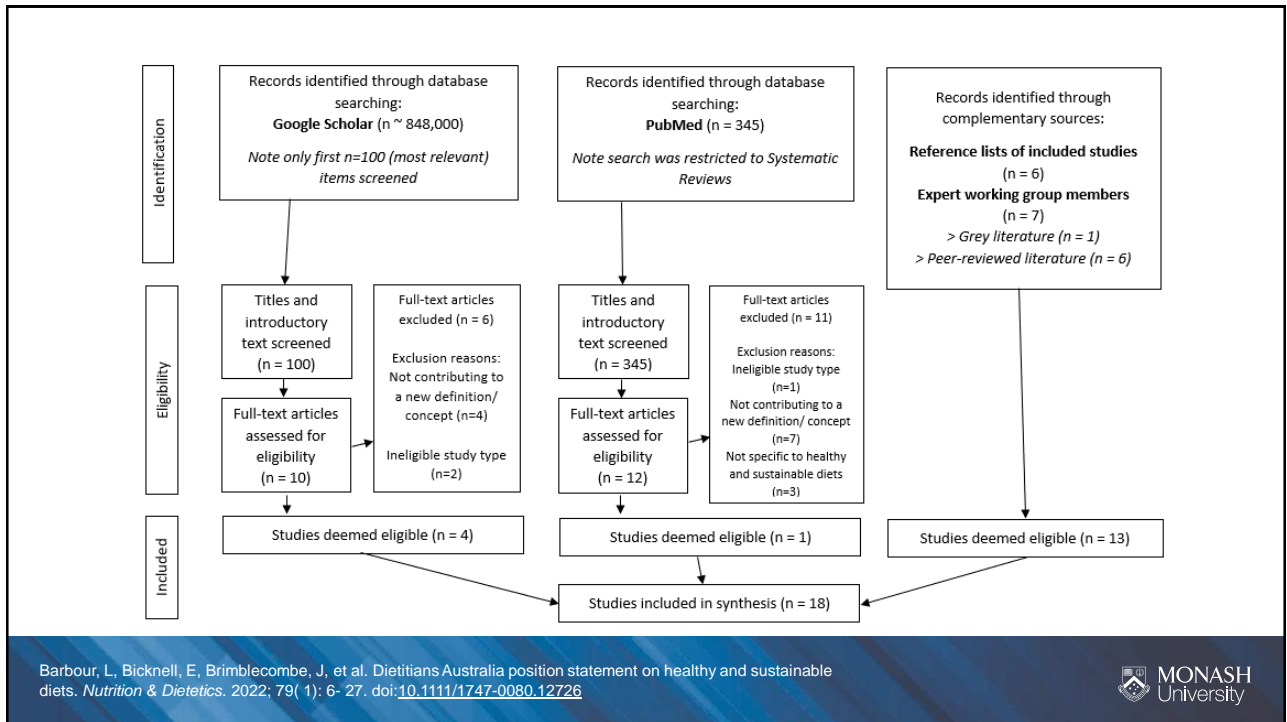 Identification
Records identified through database
searching:
Google Scholar (n ~ 848,000)
Note only first n=100 (most relevant)
items screened
Records identified through database
searching:
PubMed (n = 345)
Note search was restricted to Systematic
Reviews
Records identified through
complementary sources:
Reference lists of included studies
(n = 6)
Expert working group members
(n = 7)
> Grey literature (n = 1)
> Peer-reviewed literature (n = 6)
Eligibility
Titles and
introductory
text screened
(n = 100)
Full-text articles
assessed for
eligibility
(n = 10)
Full-text articles
excluded (n = 6)
Exclusion reasons:
Not contributing to
a new definition/
concept (n=4)
Ineligible study type
(n=2)
Titles and
introductory
text screened
(n = 345)
Full-text articles
assessed for
eligibility
(n = 12)
Full-text articles
excluded (n = 11)
Exclusion reasons:
Ineligible study type
(n=1)
Not contributing to a
new definition/ concept
(n=7)
Not specific to healthy
and sustainable diets
(n=3)
Included
Studies deemed eligible (n = 4)
Studies deemed eligible (n = 1)
Studies deemed eligible (n = 13)
Studies included in synthesis (n = 18)
Barbour, L, Bicknell, E, Brimblecombe, J, et al. Dietitians Australia position statement on healthy and sustainable
diets. Nutrition & Dietetics. 2022; 79( 1): 6- 27. doi:10.1111/1747-0080.12726
MONASH
University